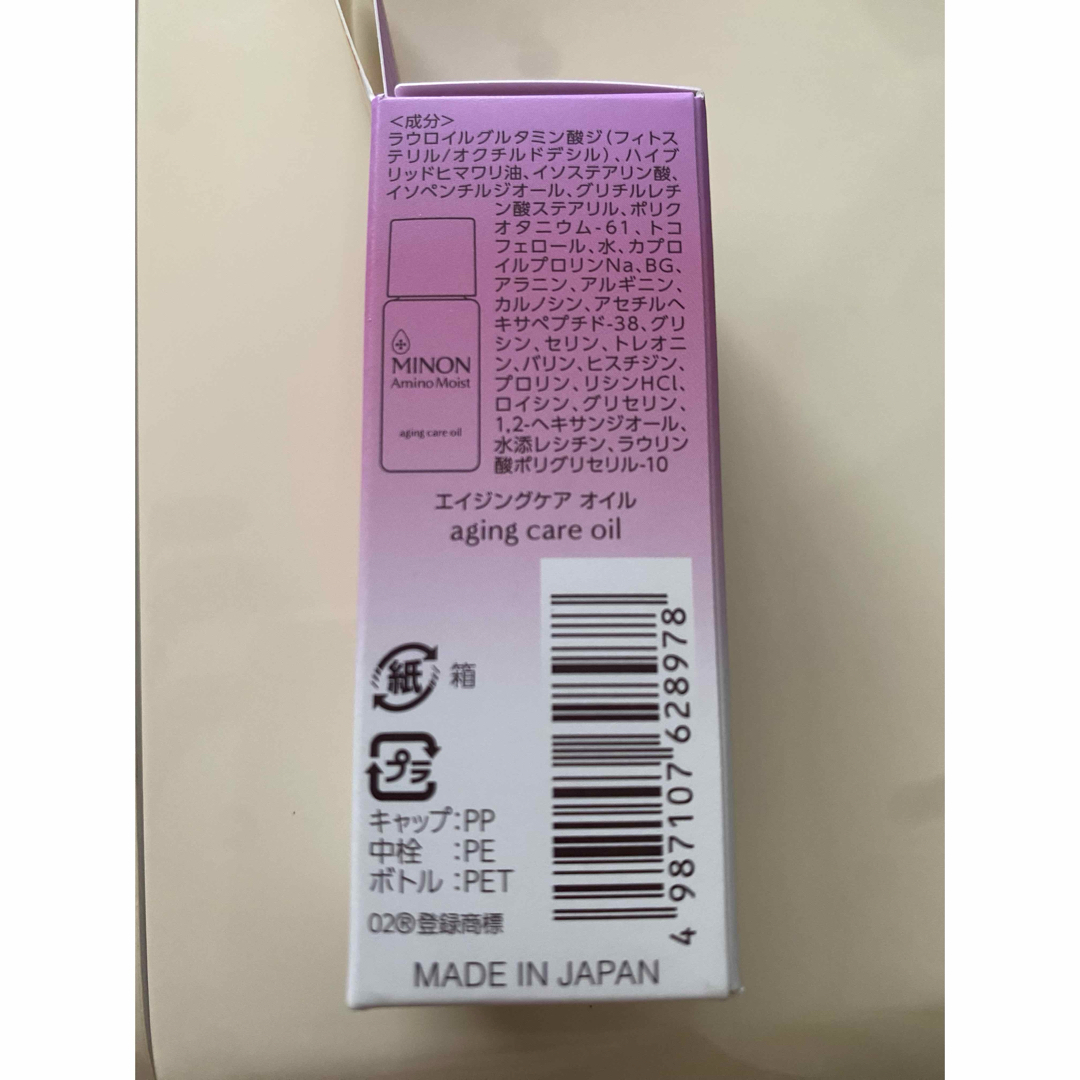 <成分>
ラウロイルグルタミン酸ジ(フィトス
テリル/オクチルドデシル)、ハイブ
リッドヒマワリ油、イソステアリン酸、
イソペンチルジオール、グリチルレチ
ン酸ステアリル、ポリク
オタニウム-61、トコ
フェロール、水、カプロ
イルプロリンNa、BG、
アラニン、アルギニン、
カルノシン、アセチルヘ
キサペプチド-38、グリ
シン、セリン、トレオニ
ン、バリン、ヒスチジン、
プロリン、リシンHCl、
ロイシン、グリセリン、
1,2-ヘキサンジオール、
水添レシチン、ラウリン
酸ポリグリセリル-10
MINON
Amino Moist
aging care oil
エイジングケア オイル
aging care oil
紙 箱
プラ
キャップ:PP
中栓 :PE
ボトル :PET
02®登録商標
4 987107 628978
MADE IN JAPAN